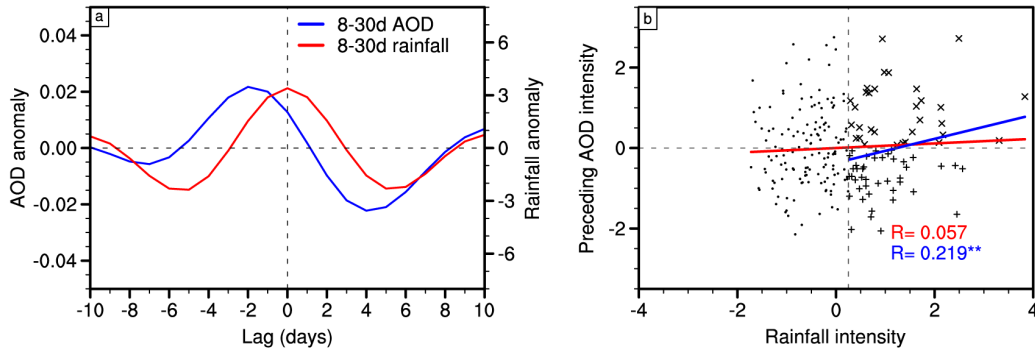 a
8-30d AOD
8-30d rainfall
0.04
0.02
0.00
-0.02
-0.04
AOD anomaly
6
3
0
-3
-6
Rainfall anomaly
-10 -8 -6 -4 -2 0 2 4 6 8 10
Lag (days)
b
2
0
-2
Preceding AOD intensity
R= 0.057
R= 0.219**
-4 -2 0 2 4
Rainfall intensity